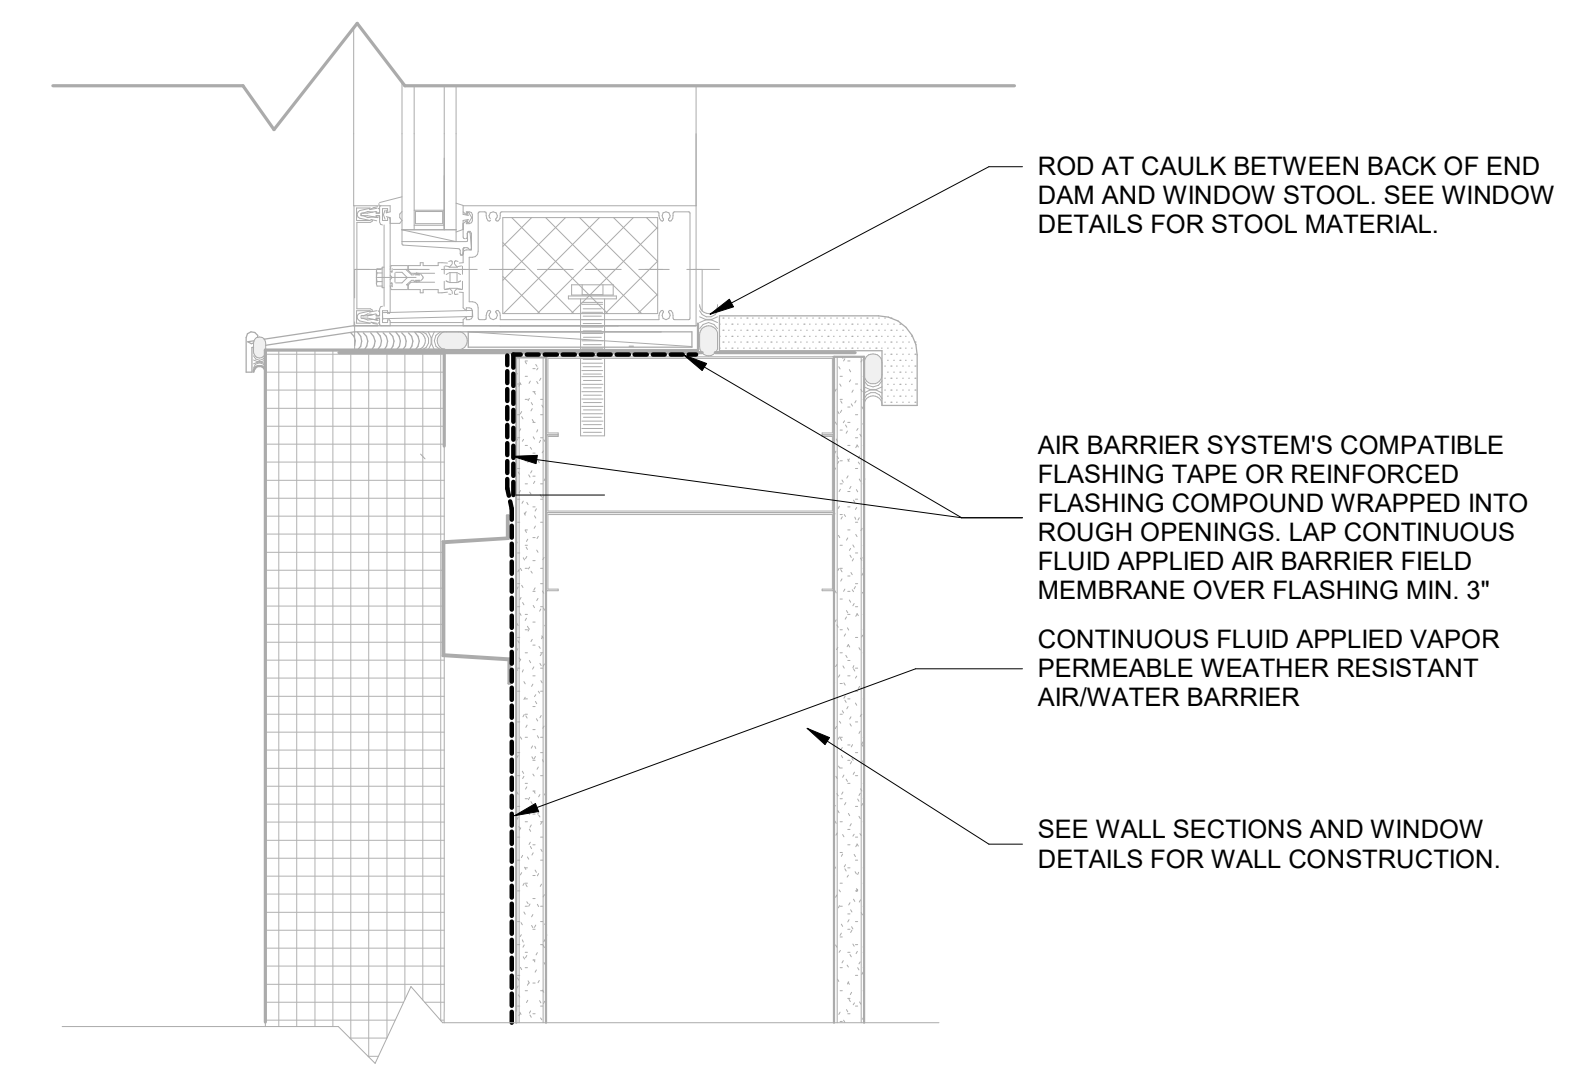 ROD AT CAULK BETWEEN BACK OF END
DAM AND WINDOW STOOL. SEE WINDOW
DETAILS FOR STOOL MATERIAL.
AIR BARRIER SYSTEM'S COMPATIBLE
FLASHING TAPE OR REINFORCED
FLASHING COMPOUND WRAPPED INTO
ROUGH OPENINGS. LAP CONTINUOUS
FLUID APPLIED AIR BARRIER FIELD
MEMBRANE OVER FLASHING MIN. 3"
CONTINUOUS FLUID APPLIED VAPOR
PERMEABLE WEATHER RESISTANT
AIR/WATER BARRIER
SEE WALL SECTIONS AND WINDOW
DETAILS FOR WALL CONSTRUCTION.